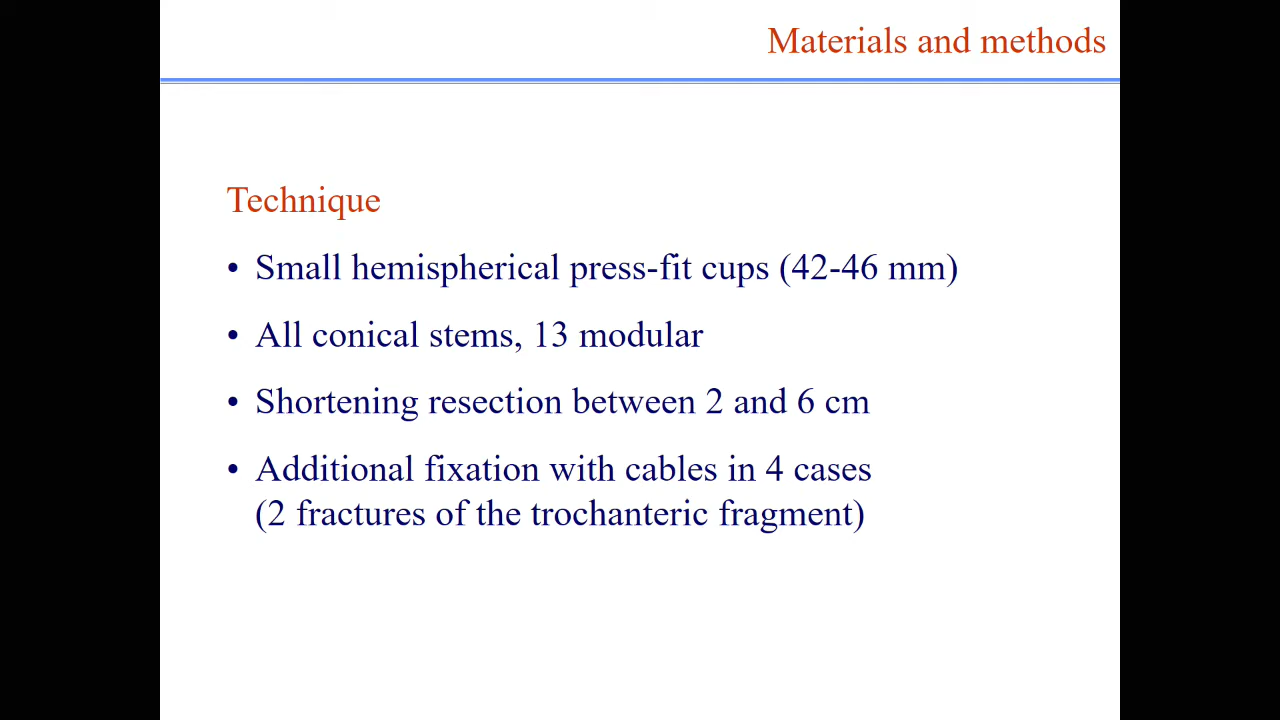 Materials and methods
Technique
• Small hemispherical press-fit cups (42-46 mm)
• All conical stems, 13 modular
• Shortening resection between 2 and 6 cm
• Additional fixation with cables in 4 cases
(2 fractures of the trochanteric fragment)